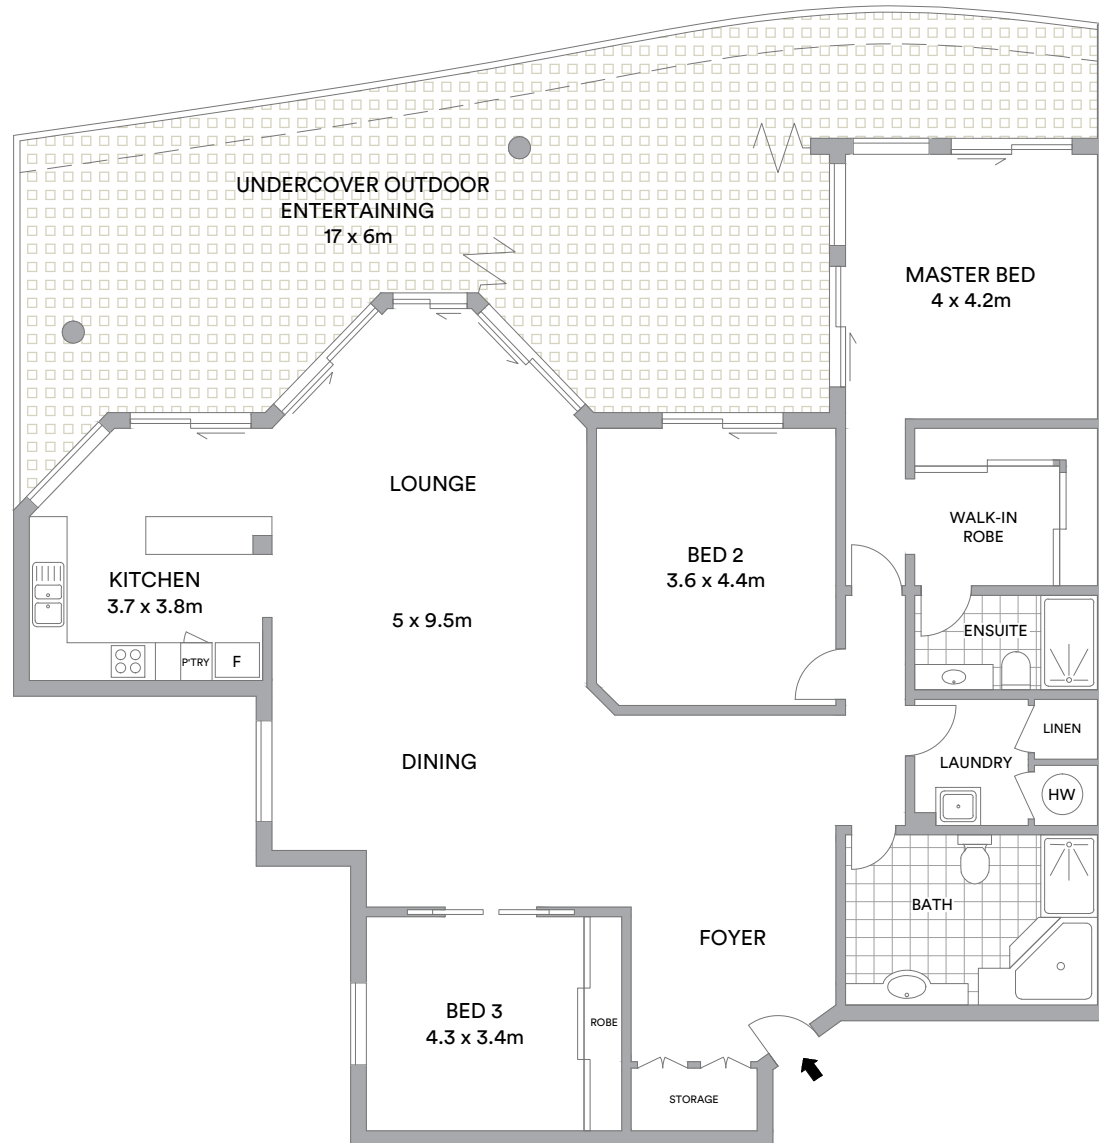 UNDERCOVER OUTDOOR
ENTERTAINING
17 x 6m
MASTER BED
4 x 4.2m
LOUNGE
WALK-IN
ROBE
BED 2
3.6 x 4.4m
KITCHEN
3.7 x 3.8m
5 x 9.5m
ENSUITE
P'TRY
F
LINEN
DINING
LAUNDRY
HW
BATH
FOYER
BED 3
4.3 x 3.4m
ROBE
STORAGE